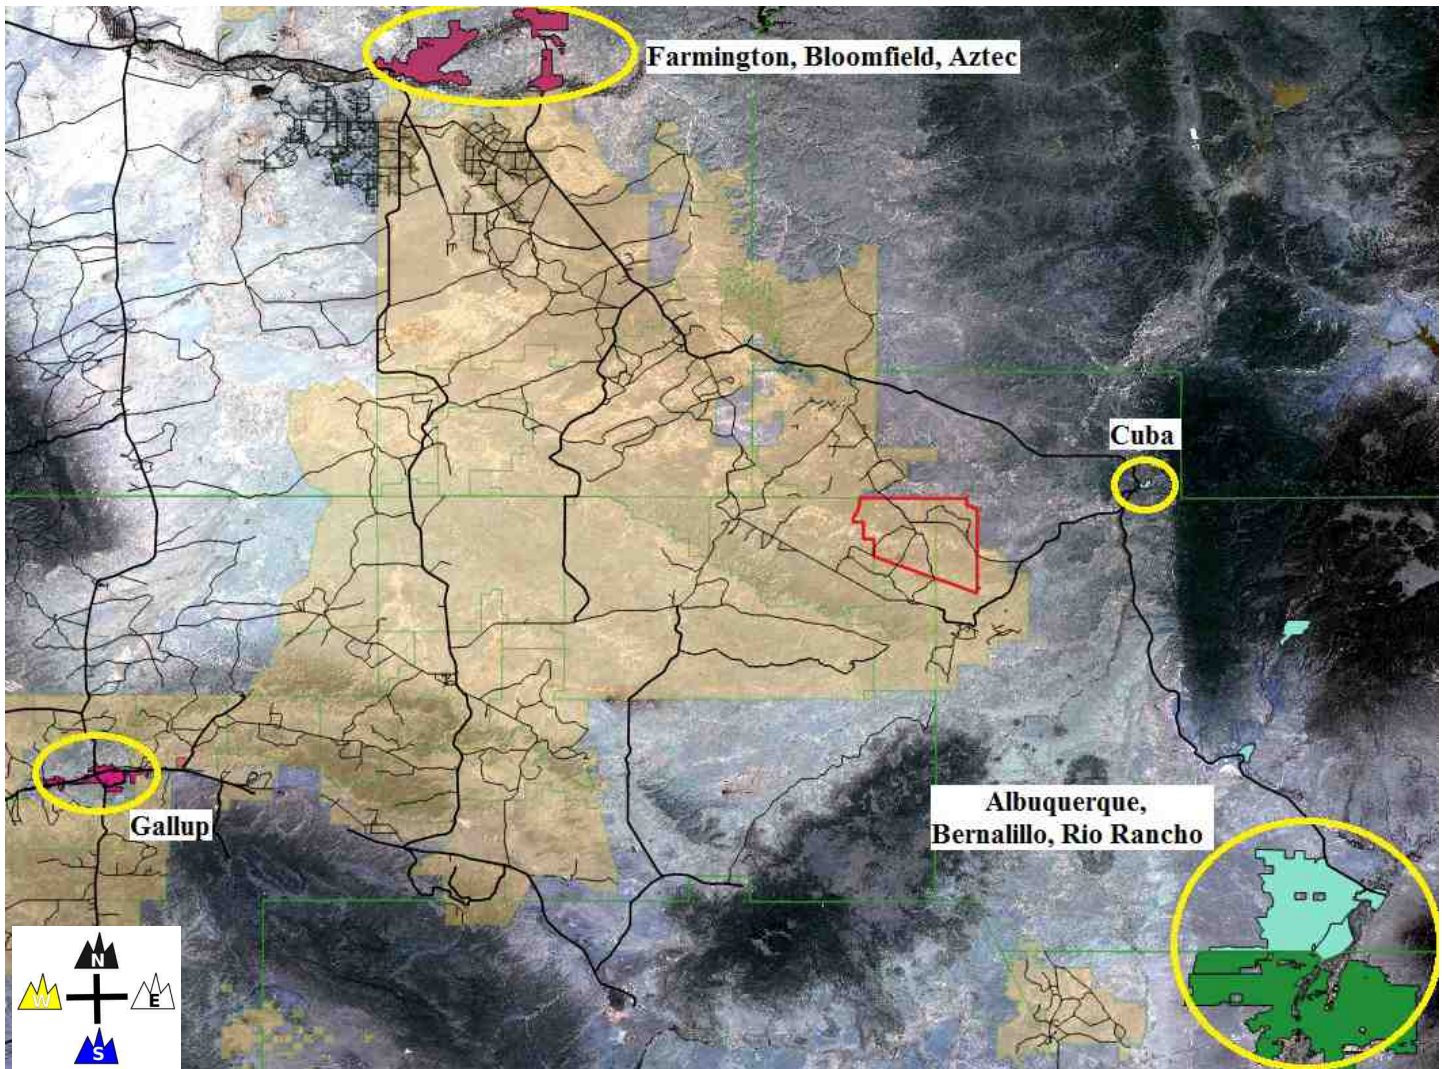 Farmington, Bloomfield, Aztec
Cuba
Albuquerque,
Bernalillo, Rio Rancho
Gallup
N
W
E
S